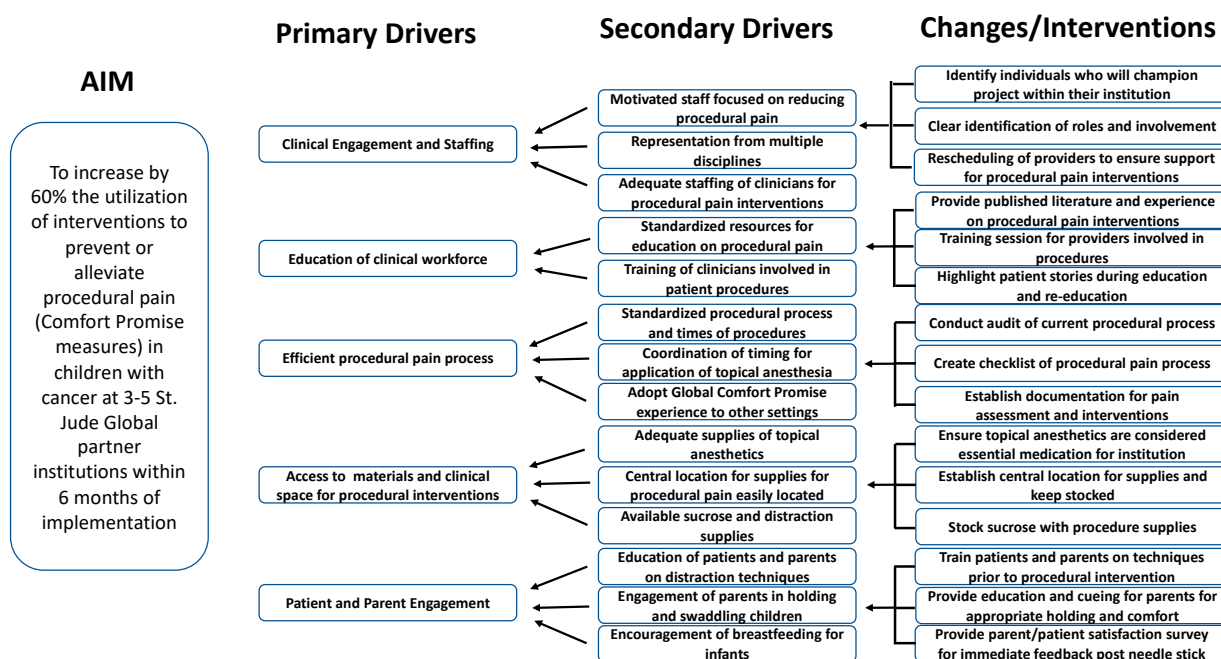 Primary Drivers
Secondary Drivers
Changes/Interventions
AIM
To increase by
60% the utilization
of interventions to
prevent or
alleviate
procedural pain
(Comfort Promise
measures) in
children with
cancer at 3-5 St.
Jude Global
partner
institutions within
6 months of
implementation
Clinical Engagement and Staffing
Education of clinical workforce
Efficient procedural pain process
Access to materials and clinical
space for procedural interventions
Patient and Parent Engagement
Motivated staff focused on reducing
procedural pain
Representation from multiple
disciplines
Adequate staffing of clinicians for
procedural pain interventions
Standardized resources for
education on procedural pain
Training of clinicians involved in
patient procedures
Standardized procedural process
and times of procedures
Coordination of timing for
application of topical anesthesia
Adopt Global Comfort Promise
experience to other settings
Adequate supplies of topical
anesthetics
Central location for supplies for
procedural pain easily located
Available sucrose and distraction
supplies
Education of patients and parents
on distraction techniques
Engagement of parents in holding
and swaddling children
Encouragement of breastfeeding for
infants
Identify individuals who will champion
project within their institution
Clear identification of roles and involvement
Rescheduling of providers to ensure support
for procedural pain interventions
Provide published literature and experience
on procedural pain interventions
Training session for providers involved in
procedures
Highlight patient stories during education
and re-education
Conduct audit of current procedural process
Create checklist of procedural pain process
Establish documentation for pain
assessment and interventions
Ensure topical anesthetics are considered
essential medication for institution
Establish central location for supplies and
keep stocked
Stock sucrose with procedure supplies
Train patients and parents on techniques
prior to procedural intervention
Provide education and cueing for parents for
appropriate holding and comfort
Provide parent/patient satisfaction survey
for immediate feedback post needle stick